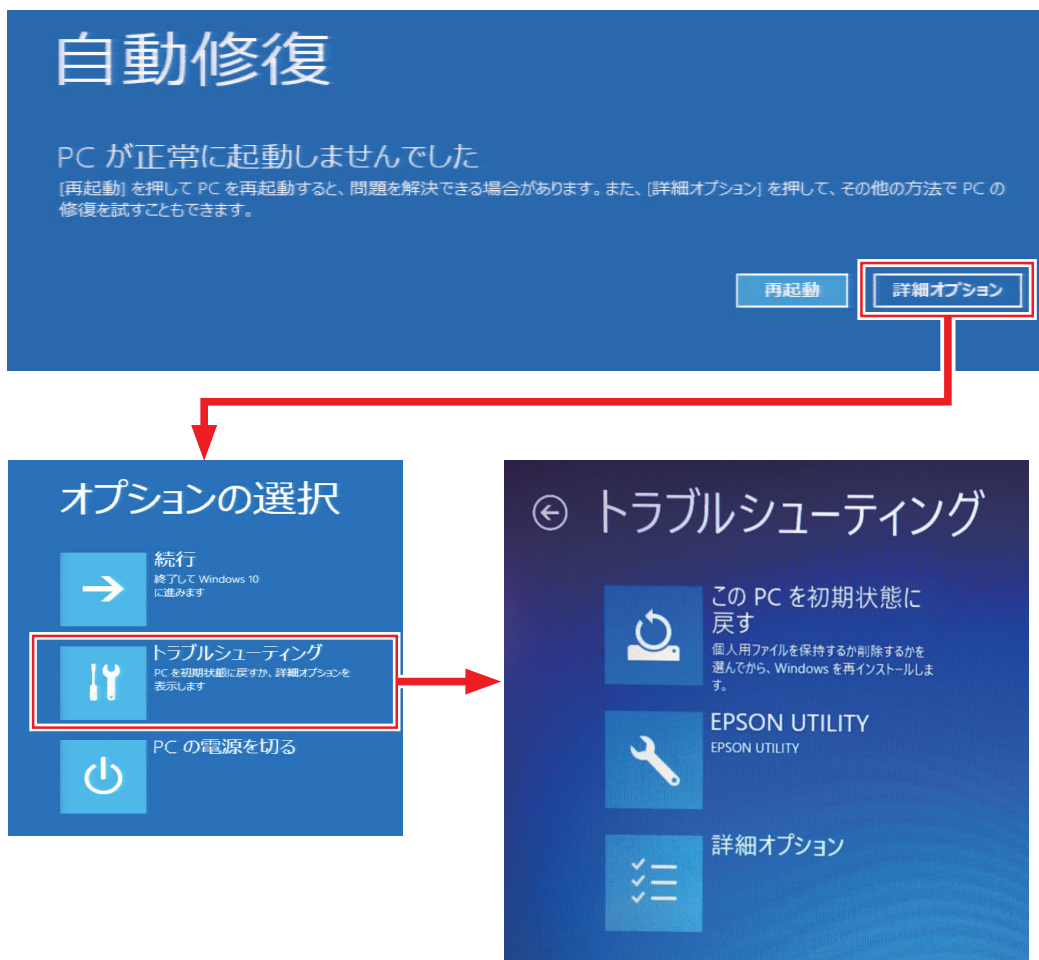 自動修復
PC が正常に起動しませんでした
[再起動] を押して PC を再起動すると、問題を解決できる場合があります。また、[詳細オプション] を押して、その他の方法で PC の
修復を試すこともできます。
再起動
詳細オプション
オプションの選択
続行
終了して Windows 10
に進みます
トラブルシューティング
PC を初期状態に戻すか、詳細オプションを
表示します
PC の電源を切る
トラブルシューティング
この PC を初期状態に
戻す
個人用ファイルを保持するか削除するかを
選んでから、Windows を再インストールしま
す。
EPSON UTILITY
EPSON UTILITY
詳細オプション